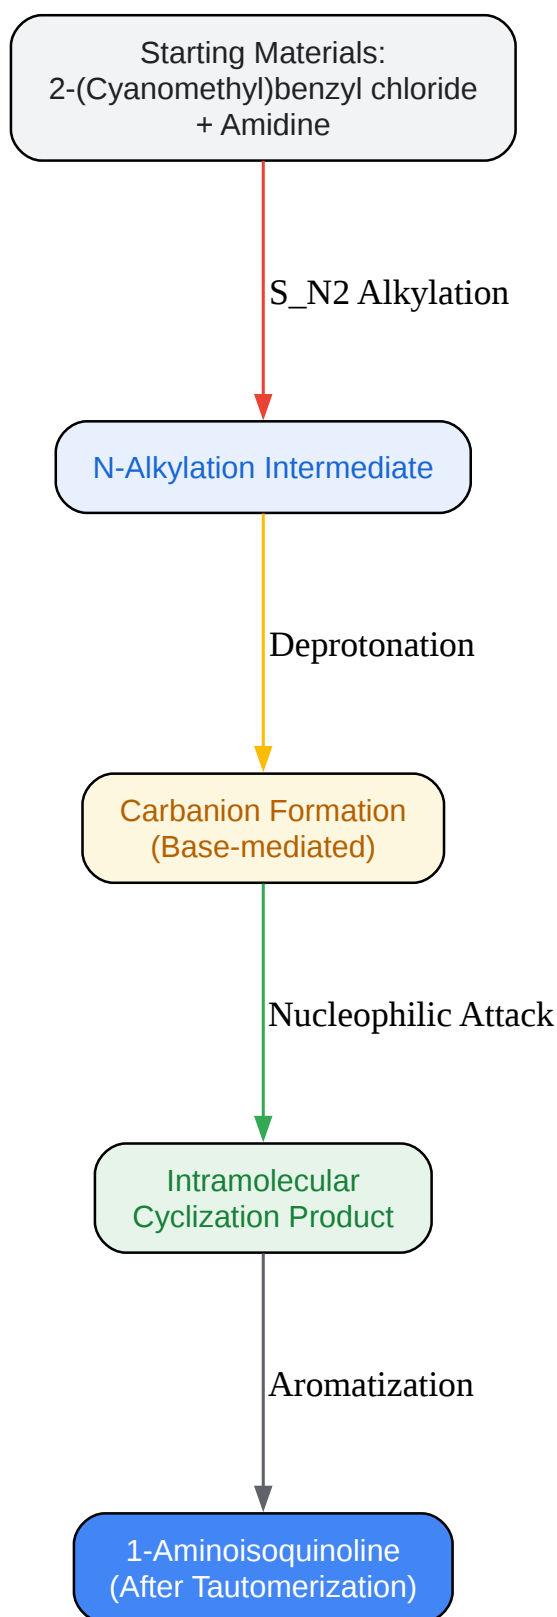 Starting Materials:
2-(Cyanomethyl)benzyl chloride
+ Amidine
S_N2 Alkylation
N-Alkylation Intermediate
Deprotonation
Carbanion Formation
(Base-mediated)
Nucleophilic Attack
Intramolecular
Cyclization Product
Aromatization
1-Aminoisoquinoline
(After Tautomerization)